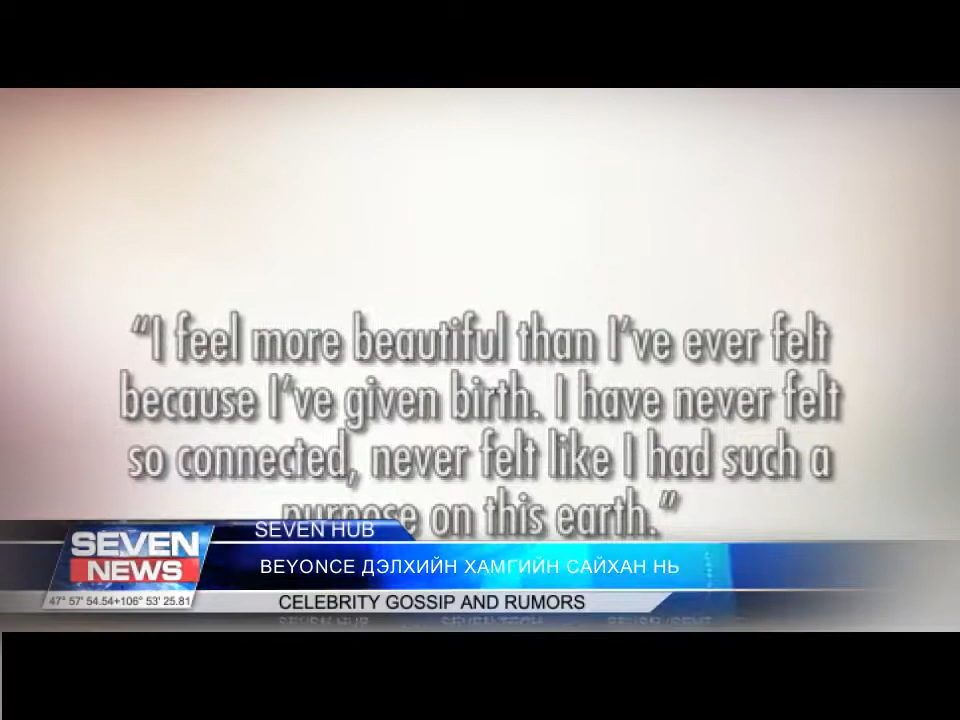 “I feel more beautiful than I’ve ever felt
because I’ve given birth. I have never felt
so connected, never felt like I had such a
purpose on this earth.”
SEVEN HUB
SEVEN
NEWS
BEYONCE ДЭЛХИЙН ХАМГИЙН САЙХАН НЬ
47° 57' 54.54+106° 53' 25.81
CELEBRITY GOSSIP AND RUMORS